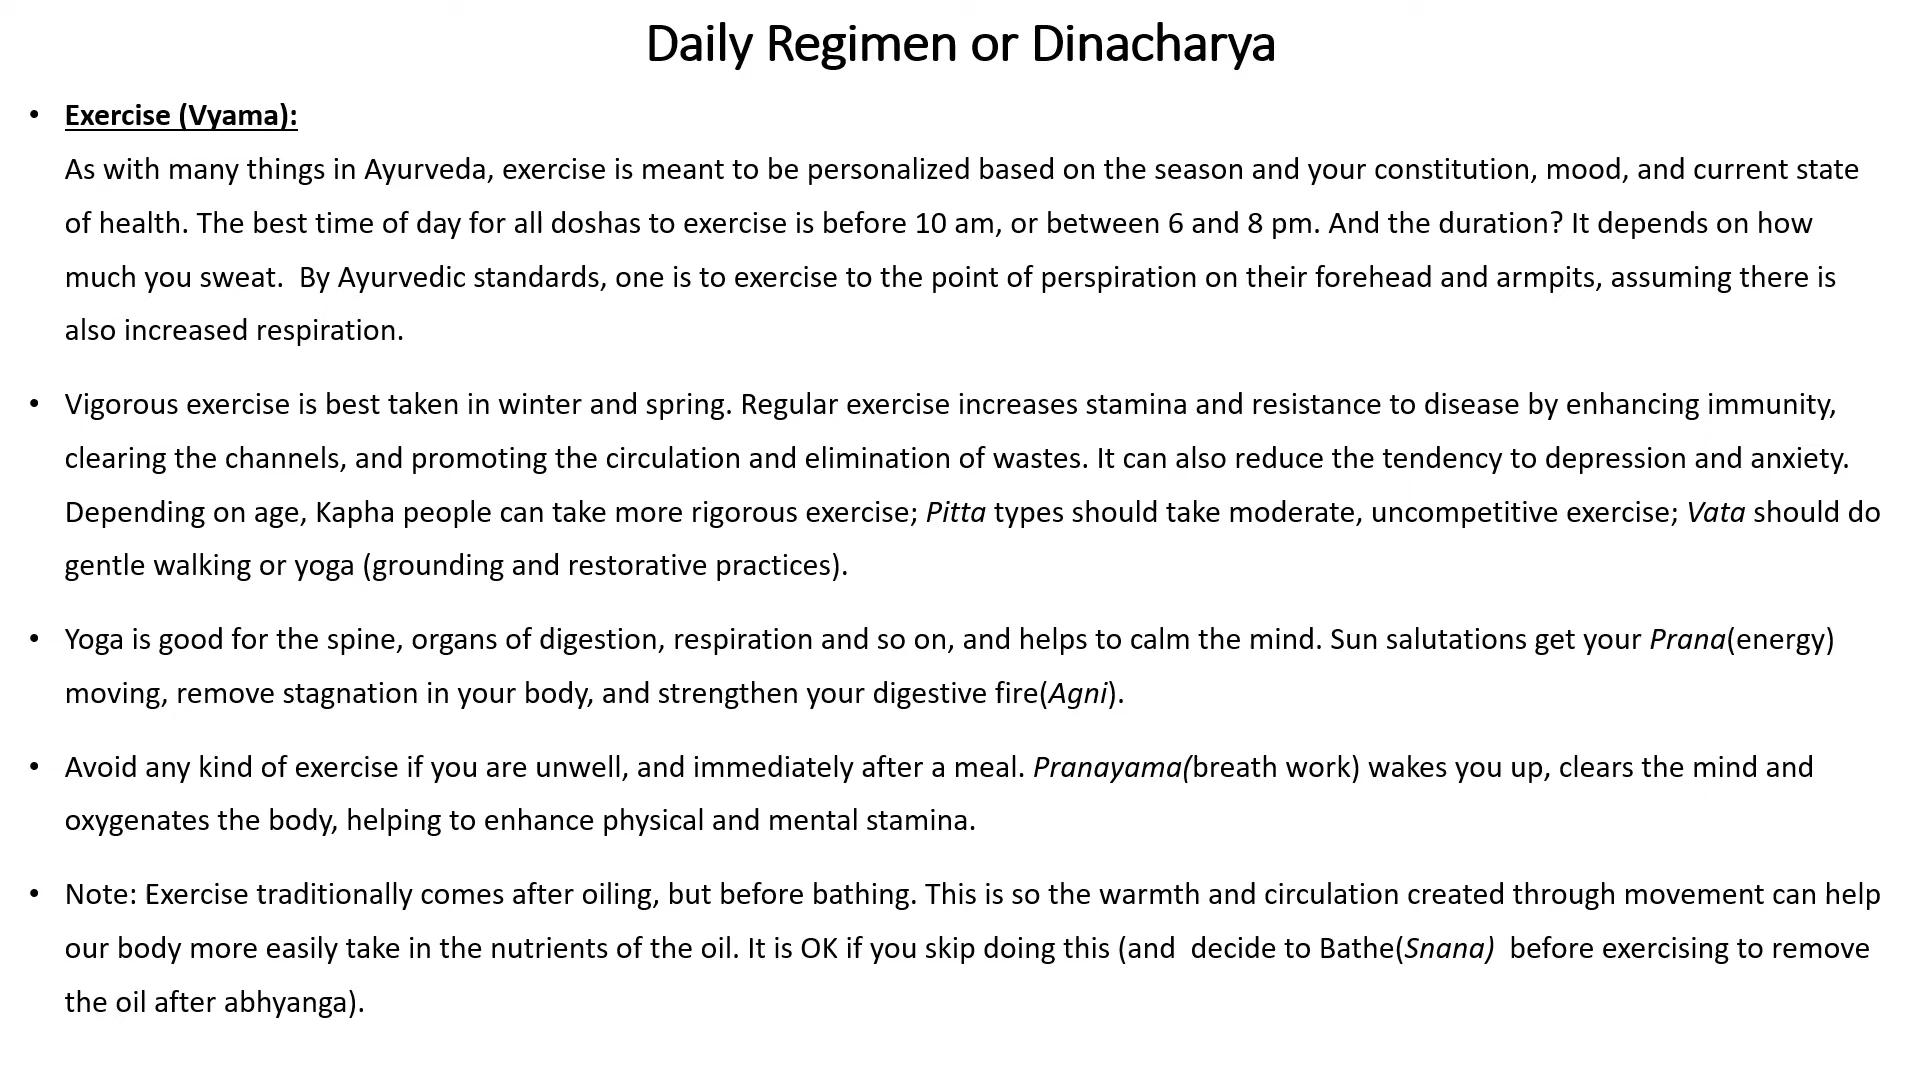 Daily Regimen or Dinacharya
• Exercise (Vyama):
As with many things in Ayurveda, exercise is meant to be personalized based on the season and your constitution, mood, and current state
of health. The best time of day for all doshas to exercise is before 10 am, or between 6 and 8 pm. And the duration? It depends on how
much you sweat.  By Ayurvedic standards, one is to exercise to the point of perspiration on their forehead and armpits, assuming there is
also increased respiration.
• Vigorous exercise is best taken in winter and spring. Regular exercise increases stamina and resistance to disease by enhancing immunity,
clearing the channels, and promoting the circulation and elimination of wastes. It can also reduce the tendency to depression and anxiety.
Depending on age, Kapha people can take more rigorous exercise; Pitta types should take moderate, uncompetitive exercise; Vata should do
gentle walking or yoga (grounding and restorative practices).
• Yoga is good for the spine, organs of digestion, respiration and so on, and helps to calm the mind. Sun salutations get your Prana(energy)
moving, remove stagnation in your body, and strengthen your digestive fire(Agni).
• Avoid any kind of exercise if you are unwell, and immediately after a meal. Pranayama(breath work) wakes you up, clears the mind and
oxygenates the body, helping to enhance physical and mental stamina.
• Note: Exercise traditionally comes after oiling, but before bathing. This is so the warmth and circulation created through movement can help
our body more easily take in the nutrients of the oil. It is OK if you skip doing this (and  decide to Bathe(Snana)  before exercising to remove
the oil after abhyanga).